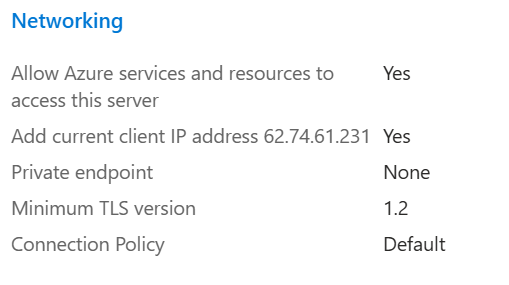 Networking
Allow Azure services and resources to Yes
access this server
Add current client IP address 62.74.61.231 Yes
Private endpoint None
Minimum TLS version 1.2
Connection Policy Default